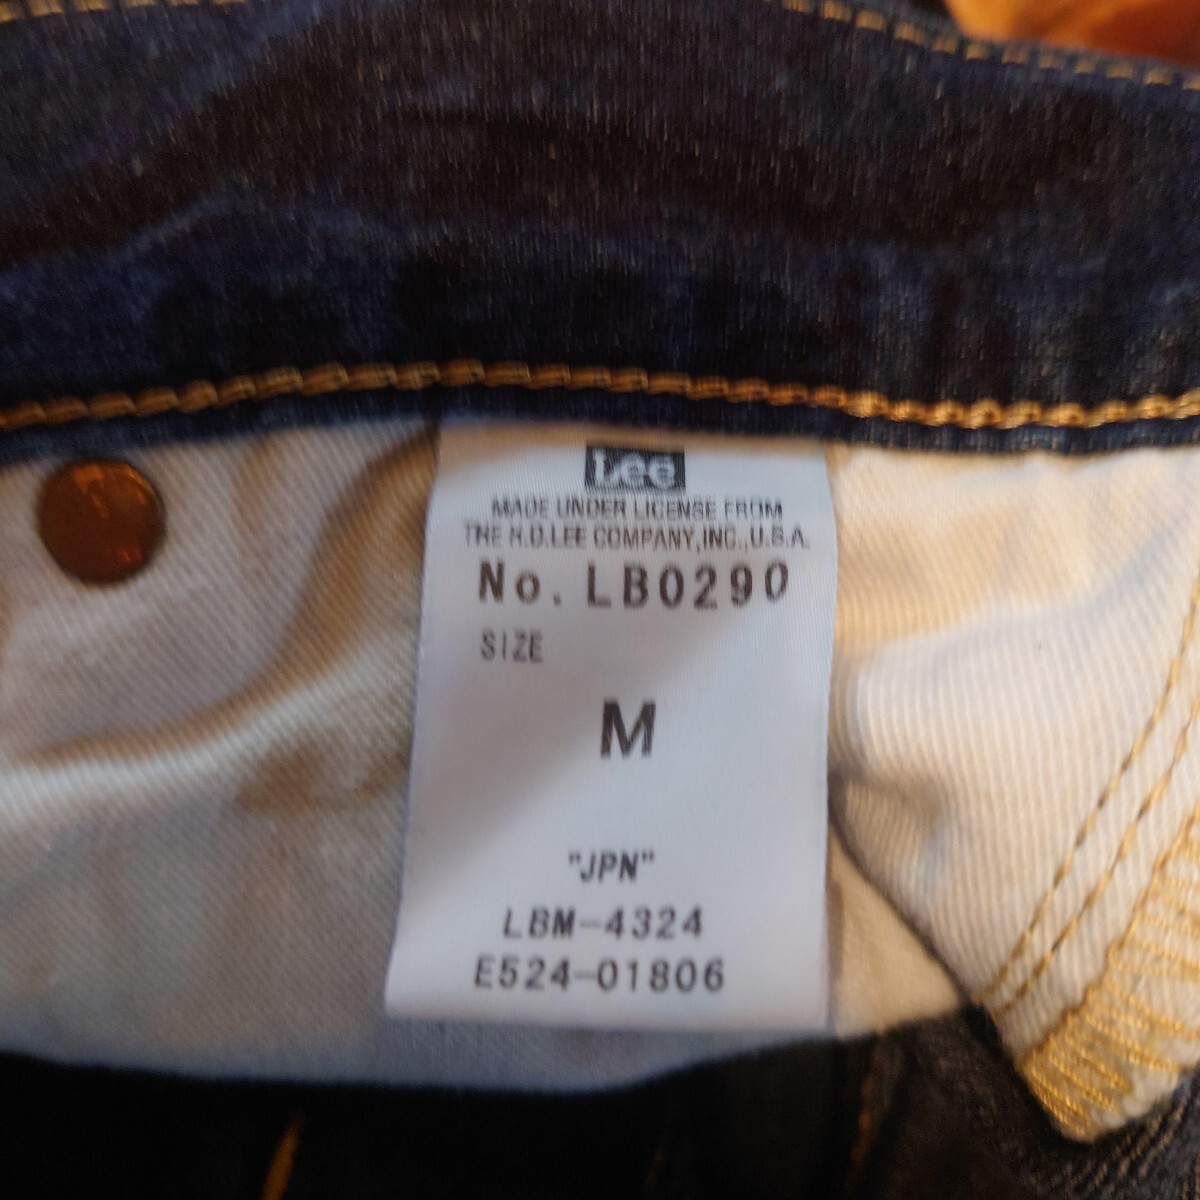 Lee
MADE UNDER LICENSE FROM
THE H.D.LEE COMPANY,INC.,U.S.A.
No. LB0290
SIZE
M
"JPN"
LBM-4324
E524-01806